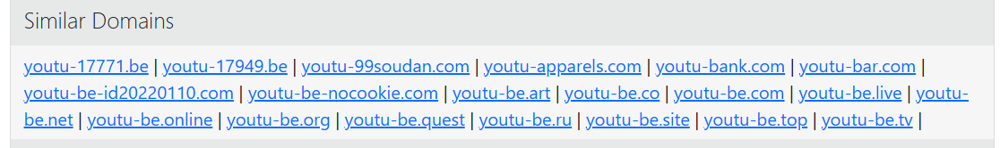 Similar Domains
youtu-17771.be | youtu-17949.be | youtu-99soudan.com | youtu-apparels.com | youtu-bank.com | youtu-bar.com |
youtu-be-id20220110.com | youtu-be-nocookie.com | youtu-be.art | youtu-be.co | youtu-be.com | youtu-be.live | youtu-
be.net | youtu-be.online | youtu-be.org | youtu-be.quest | youtu-be.ru | youtu-be.site | youtu-be.top | youtu-be.tv |